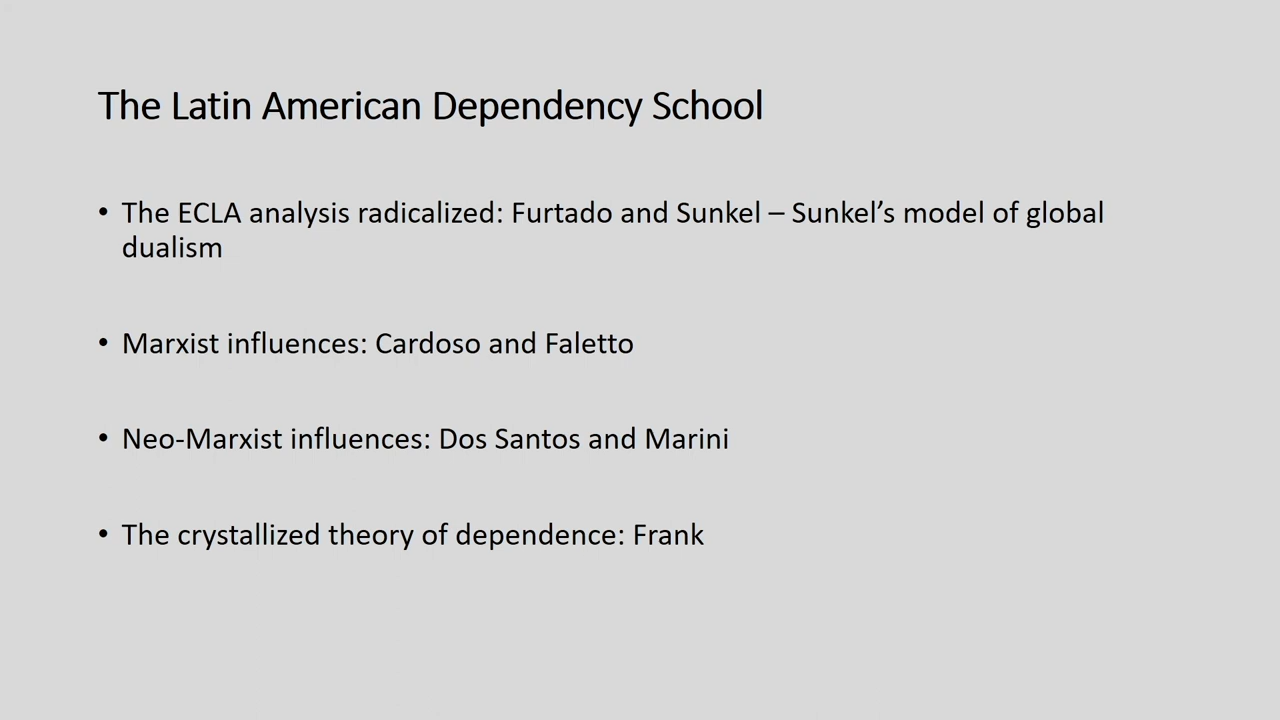 The Latin American Dependency School
• The ECLA analysis radicalized: Furtado and Sunkel – Sunkel’s model of global
dualism
• Marxist influences: Cardoso and Faletto
• Neo-Marxist influences: Dos Santos and Marini
• The crystallized theory of dependence: Frank